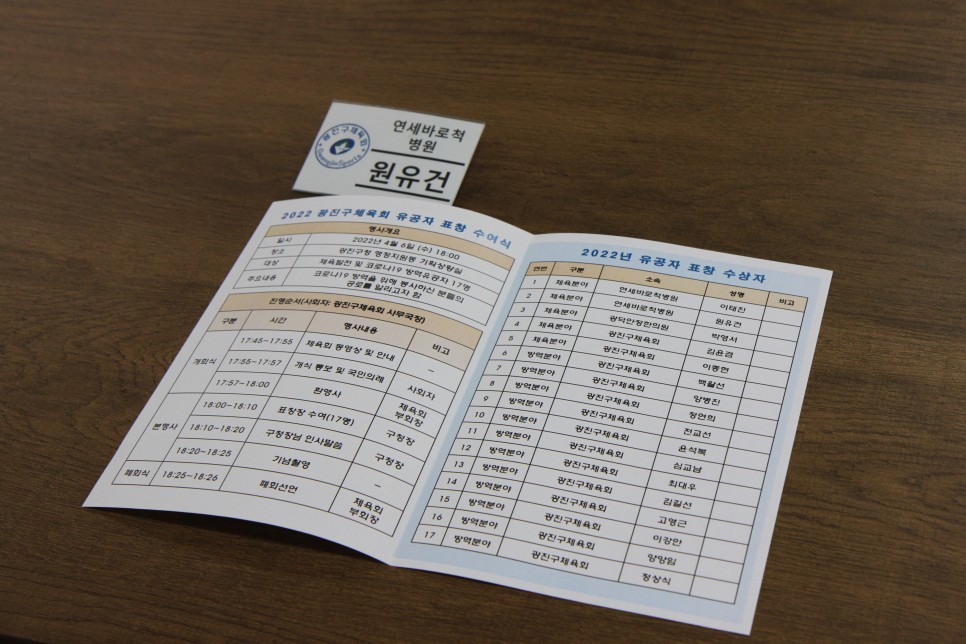 광진구체육회
GwangjinSports
연세바로척
병원
원유건
2022 광진구체육회 유공자 표창 수여식
행사개요
일시 2022년 4월 6일 (수) 18:00
장소 광진구청 행정지원동 기획상황실
대상 체육발전 및 코로나19 방역유공자 17명
주요내용 코로나19 방역을 위해 봉사하신 분들의
공로를 알리고자 함
진행순서(사회자: 광진구체육회 사무국장)
구분 시간 행사내용 비고
개회식 17:45~17:55 체육회 동영상 및 안내 –
17:55~17:57 개식 통보 및 국민의례 사회자
17:57~18:00 환영사 체육회
부회장
본행사 18:00~18:10 표창장 수여(17명) 구청장
18:10~18:20 구청장님 인사말씀 구청장
18:20~18:25 기념촬영 –
폐회식 18:25~18:26 폐회선언 체육회
부회장
2022년 유공자 표창 수상자
연번 구분 소속 성명 비고
1 체육분야 연세바로척병원 이태진
2 체육분야 연세바로척병원 원유건
3 체육분야 광덕안정한의원 박영서
4 체육분야 광진구체육회 김윤겸
5 체육분야 광진구체육회 이종현
6 방역분야 광진구체육회 백활선
7 방역분야 광진구체육회 양병진
8 방역분야 광진구체육회 정연희
9 방역분야 광진구체육회 전교선
10 방역분야 광진구체육회 윤석복
11 방역분야 광진구체육회 심교남
12 방역분야 광진구체육회 최대우
13 방역분야 광진구체육회 김길선
14 방역분야 광진구체육회 고영근
15 방역분야 광진구체육회 이강만
16 방역분야 광진구체육회 양양임
17 방역분야 광진구체육회 정상식